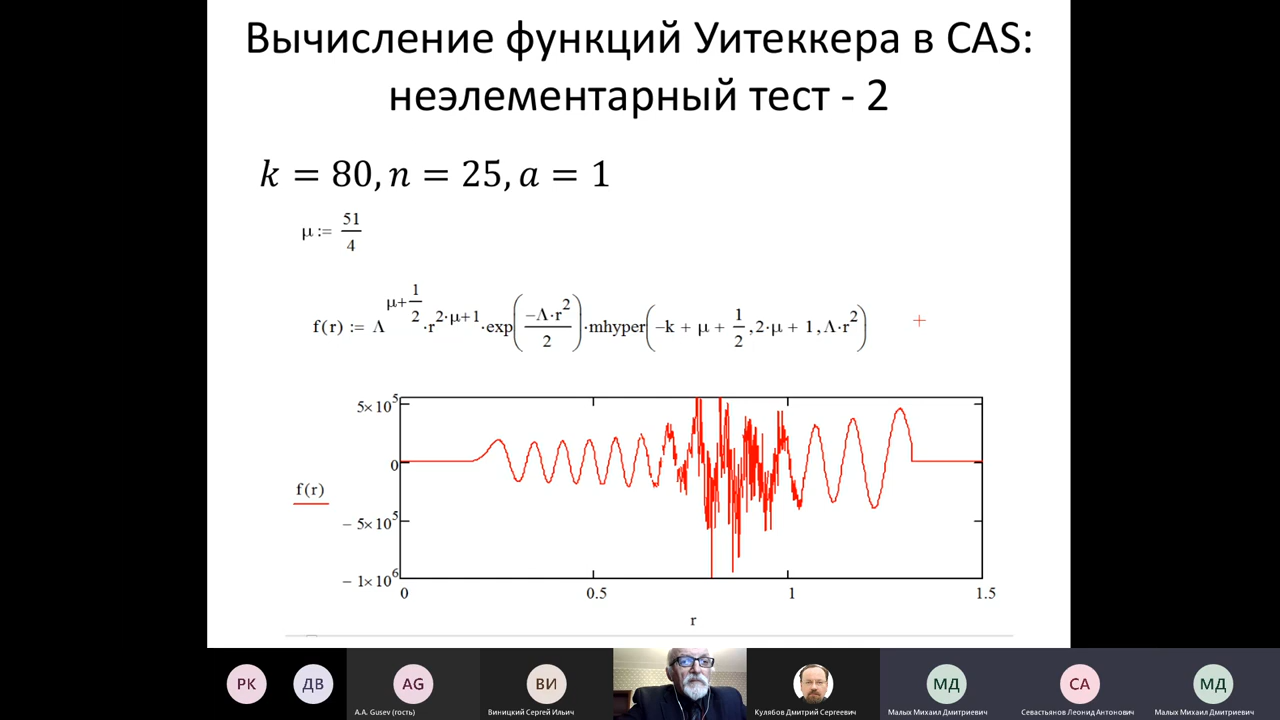 Вычисление функций Уитеккера в CAS:
неэлементарный тест - 2
k = 80, n = 25, a = 1
μ := 51/4
f(r) := Λ^(μ+1/2)·r^(2·μ+1)·exp(−Λ·r^2/2)·mhyper(−k + μ + 1/2, 2·μ + 1, Λ·r^2)
5×10^5
0
f(r)
− 5×10^5
− 1×10^6
0 0.5 1 1.5
r
РК ДВ AG ВИ МД СА МД
A.A. Gusev (гость) Виницкий Сергей Ильич Кулябов Дмитрий Сергеевич Малых Михаил Дмитриевич Севастьянов Леонид Антонович Малых Михаил Дмитриевич